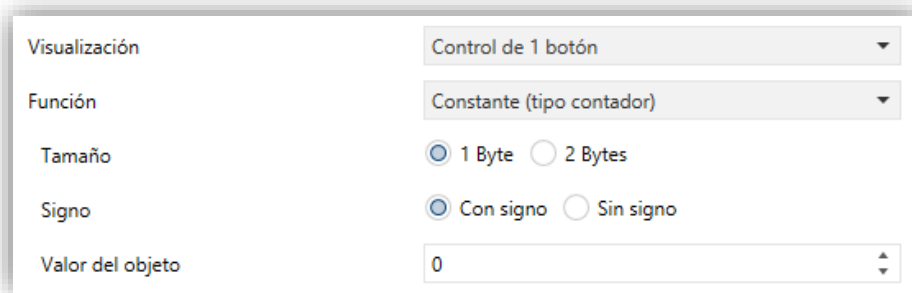 Visualización Control de 1 botón
Función Constante (tipo contador)
Tamaño 1 Byte 2 Bytes
Signo Con signo Sin signo
Valor del objeto 0